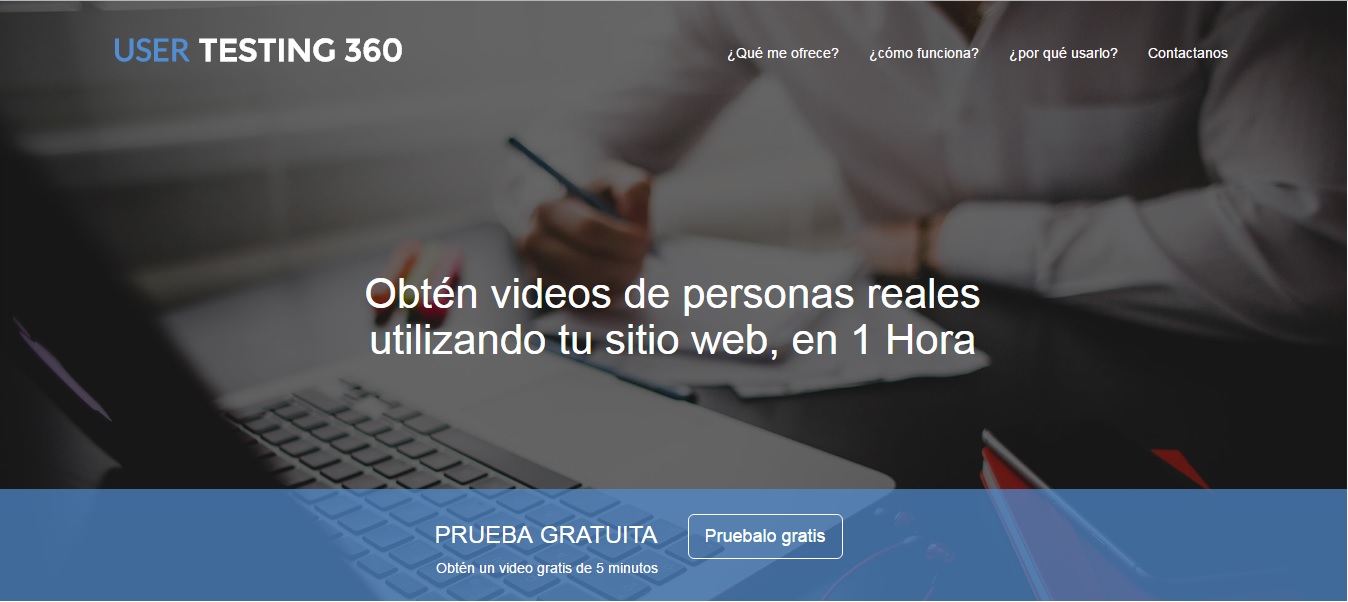 USER TESTING 360
¿Qué me ofrece? ¿cómo funciona? ¿por qué usarlo? Contactanos
Obtén videos de personas reales
utilizando tu sitio web, en 1 Hora
PRUEBA GRATUITA
Pruebalo gratis
Obtén un video gratis de 5 minutos